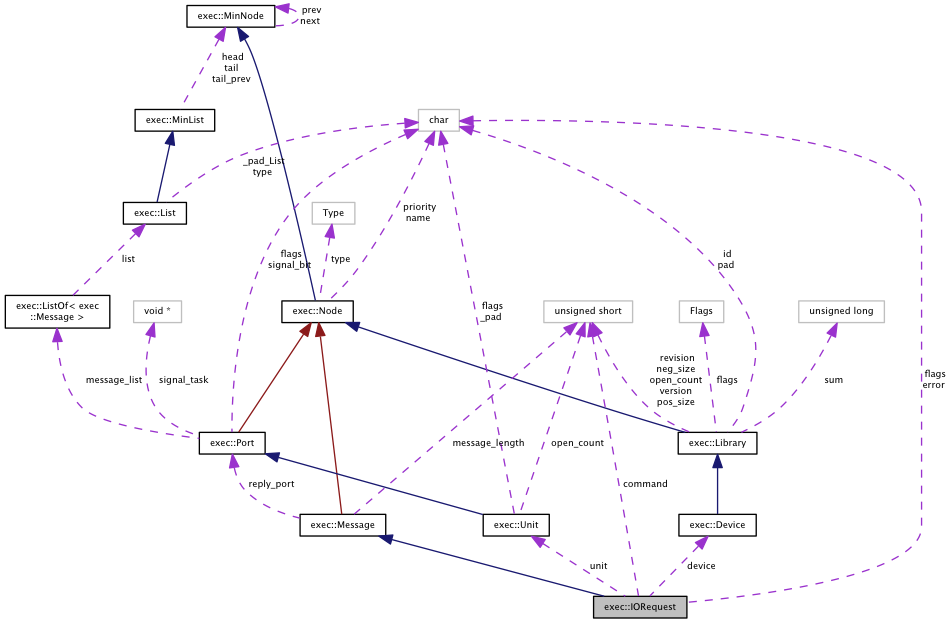 exec::MinNode
prev
next
head
tail
tail_prev
exec::MinList
char
_pad_List
type
exec::List
Type
priority
name
list
flags
signal_bit
type
id
pad
exec::ListOf< exec
::Message >
void *
exec::Node
flags
_pad
unsigned short
Flags
unsigned long
message_list
signal_task
revision
neg_size
open_count
version
pos_size
flags
sum
flags
error
exec::Port
message_length
open_count
exec::Library
reply_port
command
exec::Message
exec::Unit
exec::Device
unit
device
exec::IORequest